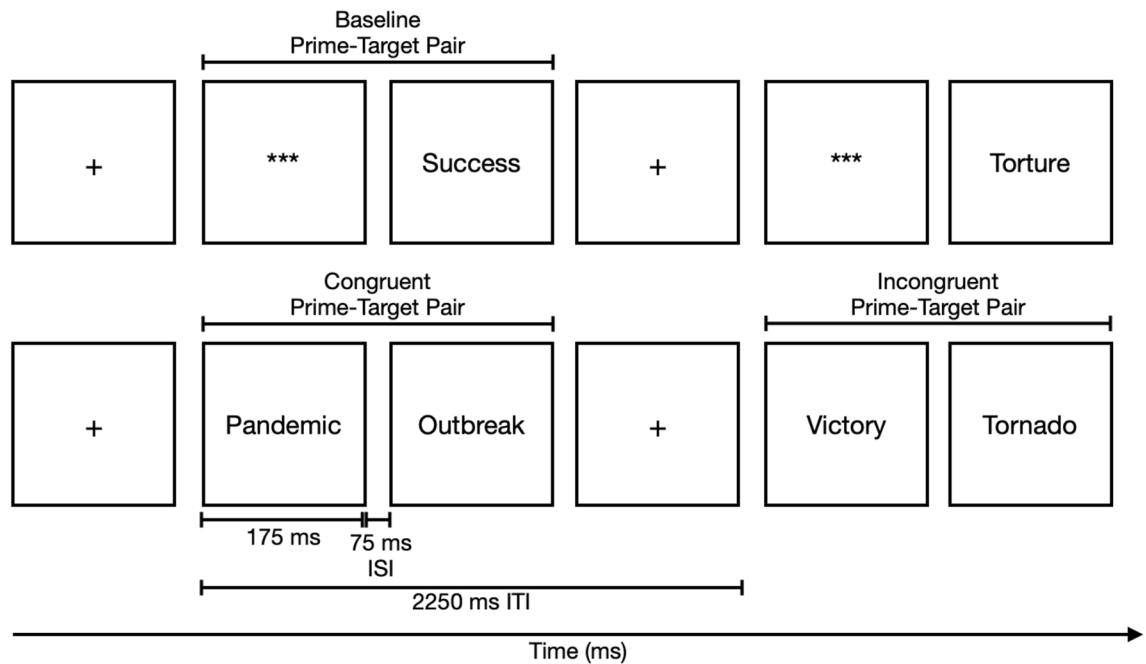 Baseline
Prime-Target Pair
+
***
Success
+
***
Torture
Congruent
Prime-Target Pair
Incongruent
Prime-Target Pair
+
Pandemic
Outbreak
+
Victory
Tornado
175 ms
75 ms
ISI
2250 ms ITI
Time (ms)